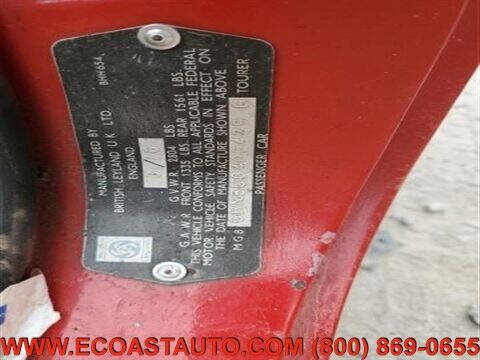 BHH654
MANUFACTURED BY
BRITISH LEYLAND U K LTD.
ENGLAND
G.V.W.R. 2804 LBS
G.A.W.R FRONT 1335 LBS. REAR 1561 LBS.
THIS VEHICLE CONFORMS TO ALL APPLICABLE FEDERAL
MOTOR VEHICLE SAFETY STANDARDS IN EFFECT ON
THE DATE OF MANUFACTURE SHOWN ABOVE
MGB TOURER
PASSENGER CAR
WWW.ECOASTAUTO.COM (800) 869-0655